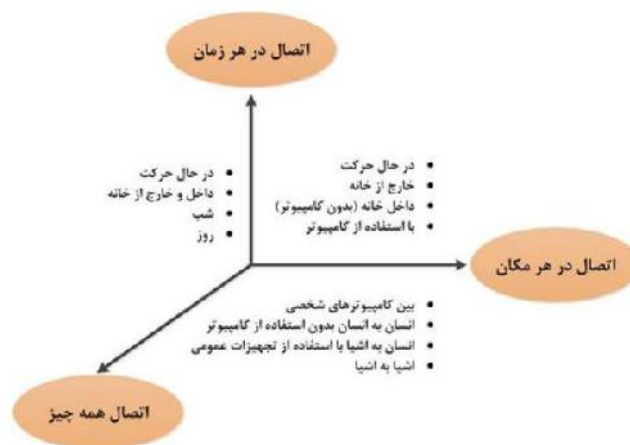 اتصال در هر زمان
در حال حرکت
خارج از خانه
داخل خانه (بدون کامپیوتر)
با استفاده از کامپیوتر
در حال حرکت
داخل و خارج از خانه
شب
روز
اتصال در هر مکان
بین کامپیوترهای شخصی
انسان به انسان بدون استفاده از کامپیوتر
انسان به اشیا با استفاده از تجهیزات عمومی
اشیا به اشیا
اتصال همه چیز